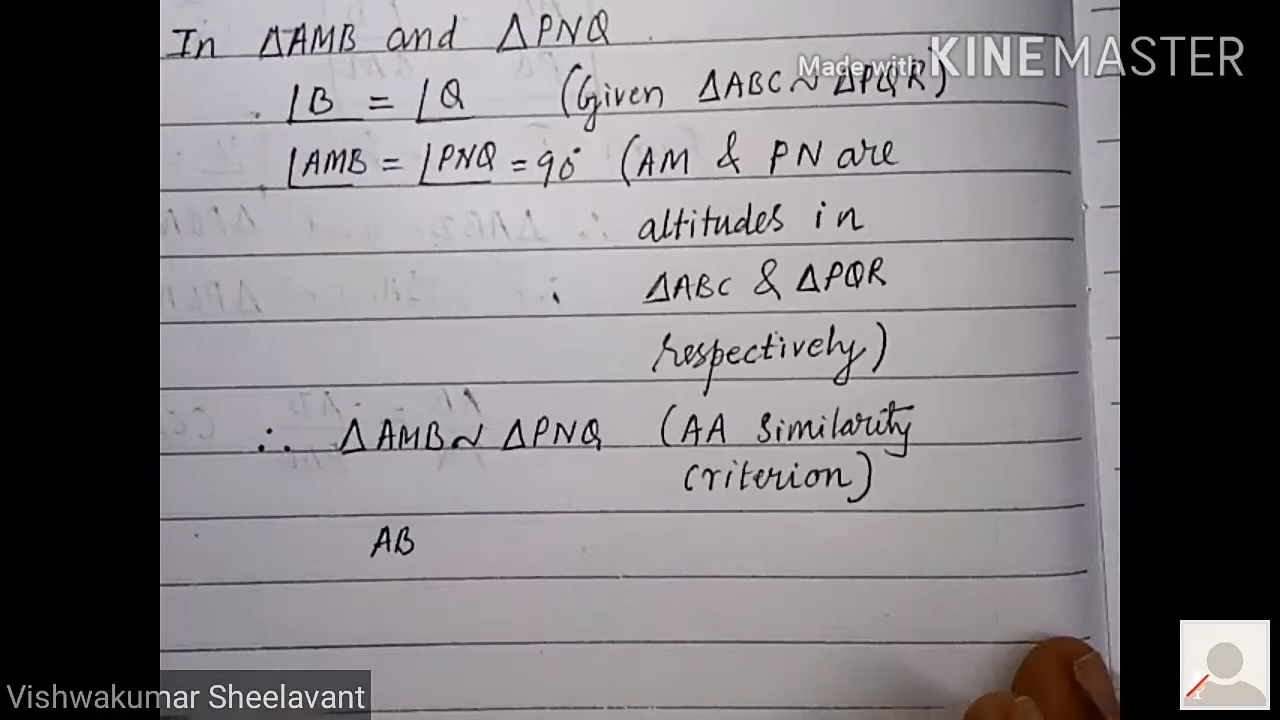 In ΔAMB and ΔPNQ
Made with KINEMASTER
∠B = ∠Q (Given ΔABC ~ ΔPQR)
∠AMB = ∠PNQ = 90° (AM & PN are
altitudes in
ΔABC & ΔPQR
respectively)
∴ ΔAMB ~ ΔPNQ (AA similarity
criterion)
AB
Vishwakumar Sheelavant